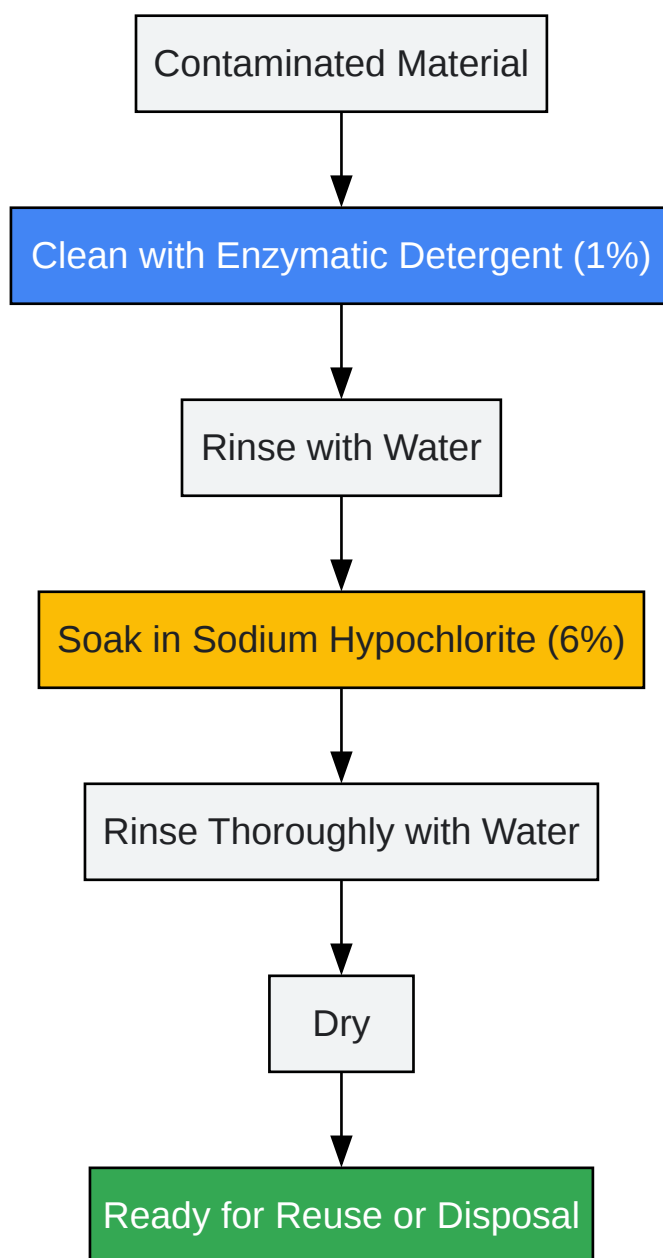 Contaminated Material
Clean with Enzymatic Detergent (1%)
Rinse with Water
Soak in Sodium Hypochlorite (6%)
Rinse Thoroughly with Water
Dry
Ready for Reuse or Disposal